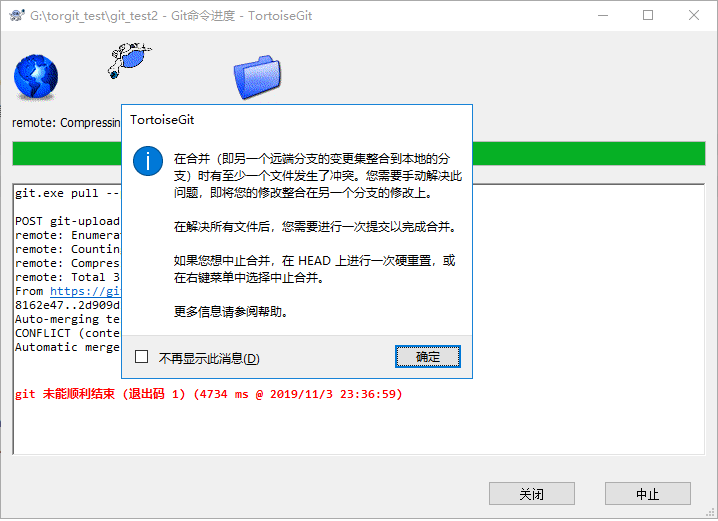 G:\torgit_test\git_test2 - Git命令进度 - TortoiseGit
remote: Compressin
TortoiseGit
在合并（即另一个远端分支的变更集整合到本地的分
支）时有至少一个文件发生了冲突。您需要手动解决此
问题，即将您的修改整合在另一个分支的修改上。
在解决所有文件后，您需要进行一次提交以完成合并。
如果您想中止合并，在 HEAD 上进行一次硬重置，或
在右键菜单中选择中止合并。
更多信息请参阅帮助。
不再显示此消息(D)
确定
git.exe pull --
POST git-upload
remote: Enumera
remote: Countin
remote: Compres
remote: Total 3
From https://gi
8162e47..2d909d
Auto-merging te
CONFLICT (conte
Automatic merge
git 未能顺利结束 (退出码 1) (4734 ms @ 2019/11/3 23:36:59)
关闭
中止